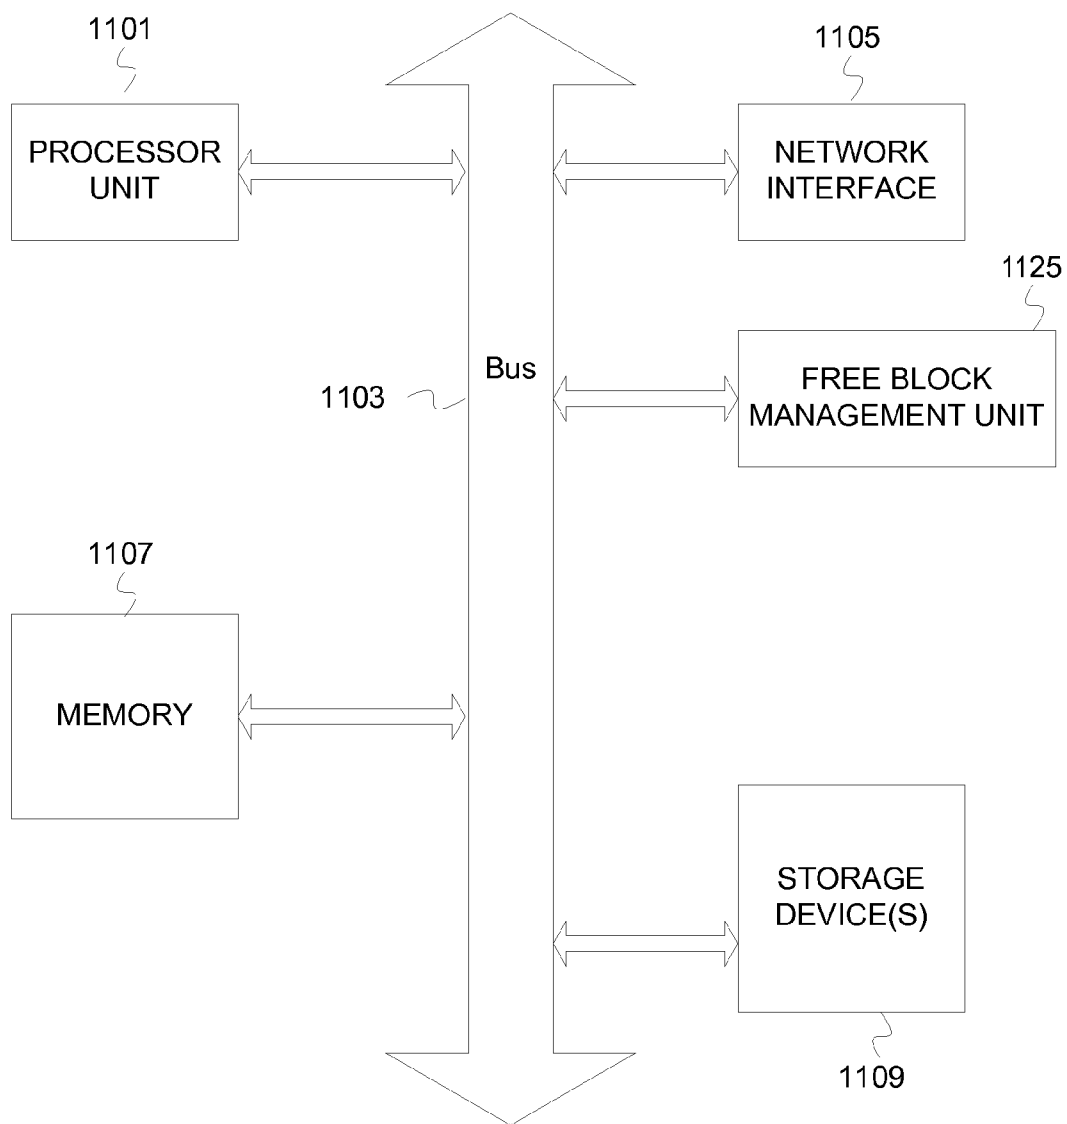 1101
PROCESSOR
UNIT
1105
NETWORK
INTERFACE
1125
FREE BLOCK
MANAGEMENT UNIT
Bus
1103
1107
MEMORY
STORAGE
DEVICE(S)
1109